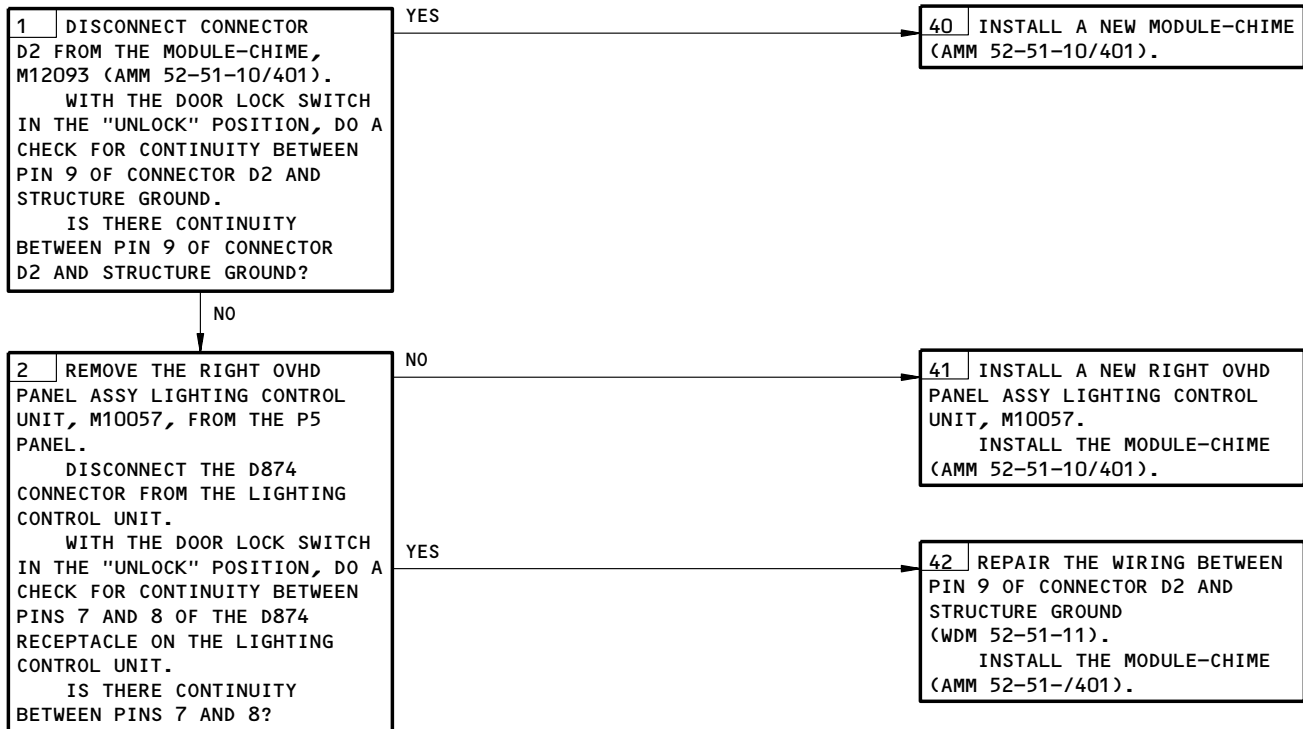 1 DISCONNECT CONNECTOR
D2 FROM THE MODULE-CHIME,
M12093 (AMM 52-51-10/401).
WITH THE DOOR LOCK SWITCH
IN THE "UNLOCK" POSITION, DO A
CHECK FOR CONTINUITY BETWEEN
PIN 9 OF CONNECTOR D2 AND
STRUCTURE GROUND.
IS THERE CONTINUITY
BETWEEN PIN 9 OF CONNECTOR
D2 AND STRUCTURE GROUND?
YES
40 INSTALL A NEW MODULE-CHIME
(AMM 52-51-10/401).
NO
2 REMOVE THE RIGHT OVHD
PANEL ASSY LIGHTING CONTROL
UNIT, M10057, FROM THE P5
PANEL.
DISCONNECT THE D874
CONNECTOR FROM THE LIGHTING
CONTROL UNIT.
WITH THE DOOR LOCK SWITCH
IN THE "UNLOCK" POSITION, DO A
CHECK FOR CONTINUITY BETWEEN
PINS 7 AND 8 OF THE D874
RECEPTACLE ON THE LIGHTING
CONTROL UNIT.
IS THERE CONTINUITY
BETWEEN PINS 7 AND 8?
NO
41 INSTALL A NEW RIGHT OVHD
PANEL ASSY LIGHTING CONTROL
UNIT, M10057.
INSTALL THE MODULE-CHIME
(AMM 52-51-10/401).
YES
42 REPAIR THE WIRING BETWEEN
PIN 9 OF CONNECTOR D2 AND
STRUCTURE GROUND
(WDM 52-51-11).
INSTALL THE MODULE-CHIME
(AMM 52-51-/401).